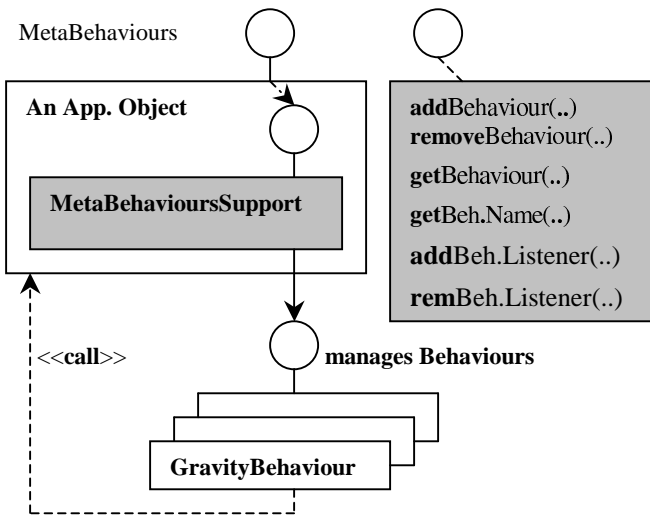 MetaBehaviours
An App. Object
MetaBehavioursSupport
addBehaviour(..)
removeBehaviour(..)
getBehaviour(..)
getBeh.Name(..)
addBeh.Listener(..)
remBeh.Listener(..)
<<call>>
manages Behaviours
GravityBehaviour